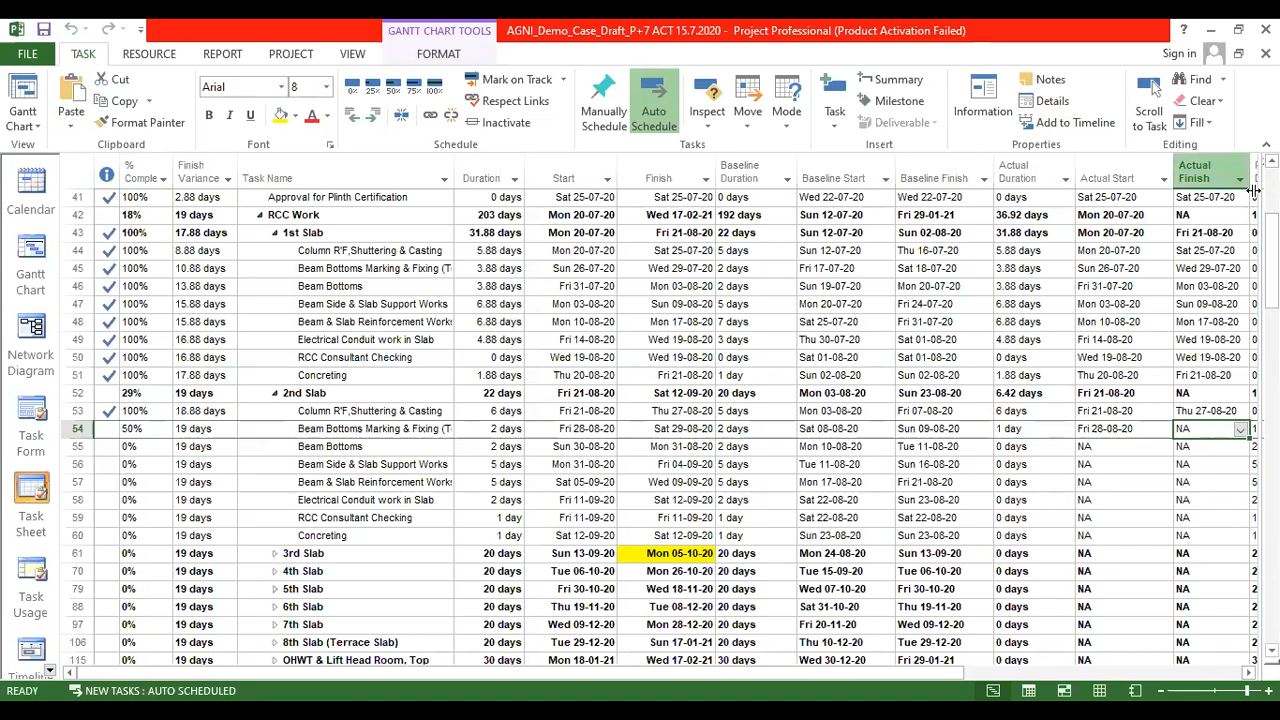 GANTT CHART TOOLS
AGNI_Demo_Case_Draft_P+7 ACT 15.7.2020 - Project Professional (Product Activation Failed)
FILE TASK RESOURCE REPORT PROJECT VIEW FORMAT Sign in
Gantt Chart Paste Cut Copy Format Painter
Arial 8
B I U A
0% 25% 50% 75% 100%
Mark on Track
Respect Links
Inactivate
Manually Schedule Auto Schedule Inspect Move Mode Task
Summary
Milestone
Deliverable
Information
Notes
Details
Add to Timeline
Scroll to Task
Find
Clear
Fill
View Clipboard Font Schedule Tasks Insert Properties Editing
Calendar
Gantt Chart
Network Diagram
Task Form
Task Sheet
Task Usage
Timeline
% Comple Finish Variance Task Name Duration Start Finish Baseline Duration Baseline Start Baseline Finish Actual Duration Actual Start Actual Finish
41 100% 2.88 days Approval for Plinth Certification 0 days Sat 25-07-20 Sat 25-07-20 0 days Wed 22-07-20 Wed 22-07-20 0 days Sat 25-07-20 Sat 25-07-20 0
42 18% 19 days RCC Work 203 days Mon 20-07-20 Wed 17-02-21 192 days Sun 12-07-20 Fri 29-01-21 36.92 days Mon 20-07-20 NA 1
43 100% 17.88 days 1st Slab 31.88 days Mon 20-07-20 Fri 21-08-20 22 days Sun 12-07-20 Sun 02-08-20 31.88 days Mon 20-07-20 Fri 21-08-20 0
44 100% 8.88 days Column R'F,Shuttering & Casting 5.88 days Mon 20-07-20 Sat 25-07-20 5 days Sun 12-07-20 Thu 16-07-20 5.88 days Mon 20-07-20 Sat 25-07-20 0
45 100% 10.88 days Beam Bottoms Marking & Fixing (T 3.88 days Sun 26-07-20 Wed 29-07-20 2 days Fri 17-07-20 Sat 18-07-20 3.88 days Sun 26-07-20 Wed 29-07-20 0
46 100% 13.88 days Beam Bottoms 3.88 days Fri 31-07-20 Mon 03-08-20 2 days Sun 19-07-20 Mon 20-07-20 3.88 days Fri 31-07-20 Mon 03-08-20 0
47 100% 15.88 days Beam Side & Slab Support Works 6.88 days Mon 03-08-20 Sun 09-08-20 5 days Mon 20-07-20 Fri 24-07-20 6.88 days Mon 03-08-20 Sun 09-08-20 0
48 100% 15.88 days Beam & Slab Reinforcement Work: 6.88 days Mon 10-08-20 Mon 17-08-20 7 days Sat 25-07-20 Fri 31-07-20 6.88 days Mon 10-08-20 Mon 17-08-20 0
49 100% 16.88 days Electrical Conduit work in Slab 4.88 days Fri 14-08-20 Wed 19-08-20 3 days Thu 30-07-20 Sat 01-08-20 4.88 days Fri 14-08-20 Wed 19-08-20 0
50 100% 16.88 days RCC Consultant Checking 0 days Wed 19-08-20 Wed 19-08-20 0 days Sat 01-08-20 Sat 01-08-20 0 days Wed 19-08-20 Wed 19-08-20 0
51 100% 17.88 days Concreting 1.88 days Thu 20-08-20 Fri 21-08-20 1 day Sun 02-08-20 Sun 02-08-20 1.88 days Thu 20-08-20 Fri 21-08-20 0
52 29% 19 days 2nd Slab 22 days Fri 21-08-20 Sat 12-09-20 20 days Mon 03-08-20 Sun 23-08-20 6.42 days Fri 21-08-20 NA 1
53 100% 18.88 days Column R'F,Shuttering & Casting 6 days Fri 21-08-20 Thu 27-08-20 5 days Mon 03-08-20 Fri 07-08-20 6 days Fri 21-08-20 Thu 27-08-20 0
54 50% 19 days Beam Bottoms Marking & Fixing (T 2 days Fri 28-08-20 Sat 29-08-20 2 days Sat 08-08-20 Sun 09-08-20 1 day Fri 28-08-20 NA 1
55 0% 19 days Beam Bottoms 2 days Sun 30-08-20 Mon 31-08-20 2 days Mon 10-08-20 Tue 11-08-20 0 days NA NA 2
56 0% 19 days Beam Side & Slab Support Works 5 days Mon 31-08-20 Fri 04-09-20 5 days Tue 11-08-20 Sun 16-08-20 0 days NA NA 5
57 0% 19 days Beam & Slab Reinforcement Work: 5 days Sat 05-09-20 Wed 09-09-20 5 days Mon 17-08-20 Fri 21-08-20 0 days NA NA 5
58 0% 19 days Electrical Conduit work in Slab 2 days Fri 11-09-20 Sat 12-09-20 2 days Sat 22-08-20 Sun 23-08-20 0 days NA NA 2
59 0% 19 days RCC Consultant Checking 1 day Fri 11-09-20 Fri 11-09-20 1 day Sat 22-08-20 Sat 22-08-20 0 days NA NA 1
60 0% 19 days Concreting 1 day Sat 12-09-20 Sat 12-09-20 1 day Sun 23-08-20 Sun 23-08-20 0 days NA NA 1
61 0% 19 days 3rd Slab 20 days Sun 13-09-20 Mon 05-10-20 20 days Mon 24-08-20 Sun 13-09-20 0 days NA NA 2
70 0% 19 days 4th Slab 20 days Tue 06-10-20 Mon 26-10-20 20 days Tue 15-09-20 Tue 06-10-20 0 days NA NA 2
79 0% 19 days 5th Slab 20 days Fri 30-10-20 Wed 18-11-20 20 days Wed 07-10-20 Fri 30-10-20 0 days NA NA 2
88 0% 19 days 6th Slab 20 days Thu 19-11-20 Tue 08-12-20 20 days Sat 31-10-20 Thu 19-11-20 0 days NA NA 2
97 0% 19 days 7th Slab 20 days Wed 09-12-20 Mon 28-12-20 20 days Fri 20-11-20 Wed 09-12-20 0 days NA NA 2
106 0% 19 days 8th Slab (Terrace Slab) 20 days Tue 29-12-20 Sun 17-01-21 20 days Thu 10-12-20 Tue 29-12-20 0 days NA NA 2
115 0% 19 days OHWT & Lift Head Room, Top 30 days Mon 18-01-21 Wed 17-02-21 30 days Wed 30-12-20 Fri 29-01-21 0 days NA NA 3
READY NEW TASKS : AUTO SCHEDULED